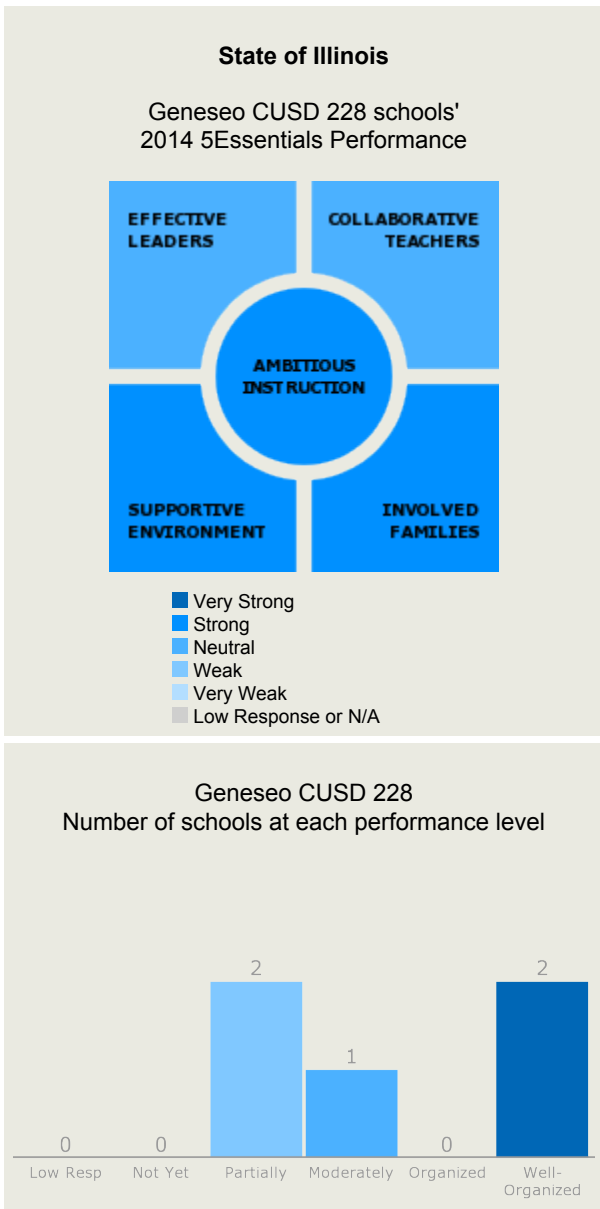 State of Illinois
Geneseo CUSD 228 schools'
2014 5Essentials Performance
EFFECTIVE
LEADERS
COLLABORATIVE
TEACHERS
AMBITIOUS
INSTRUCTION
SUPPORTIVE
ENVIRONMENT
INVOLVED
FAMILIES
Very Strong
Strong
Neutral
Weak
Very Weak
Low Response or N/A
Geneseo CUSD 228
Number of schools at each performance level
0
0
2
1
0
2
Low Resp
Not Yet
Partially
Moderately
Organized
Well-
Organized